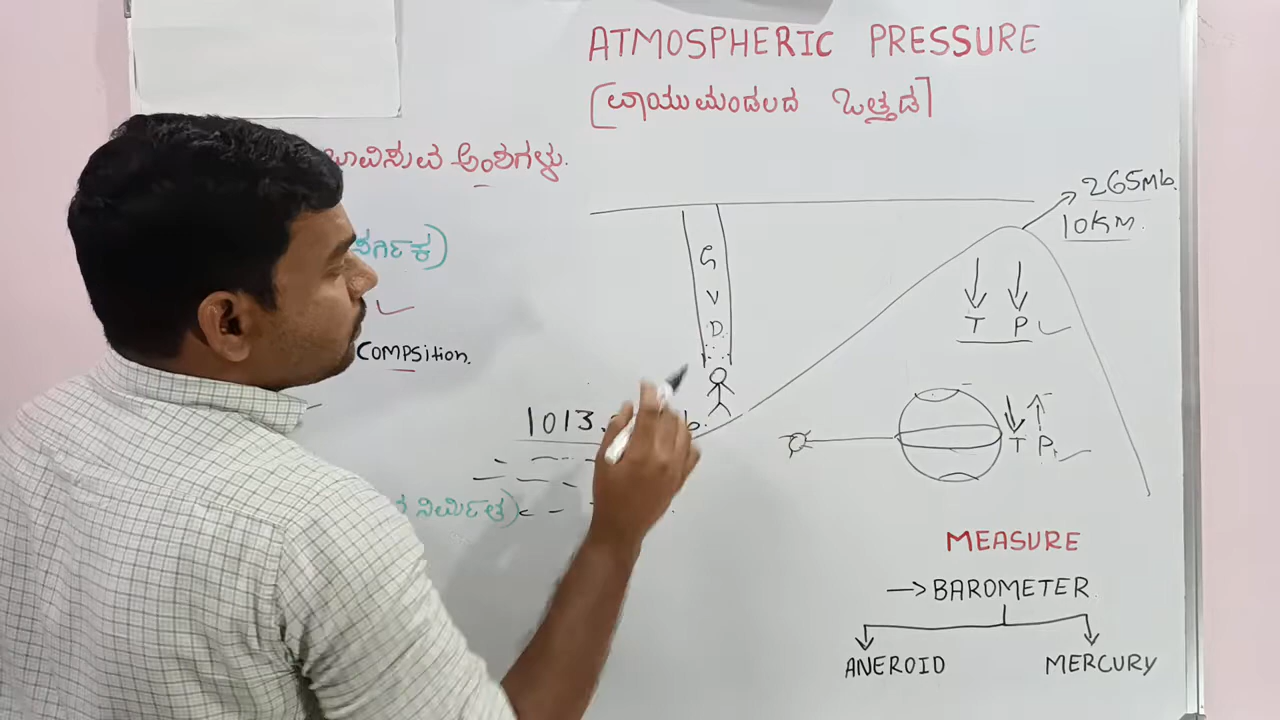 ATMOSPHERIC PRESSURE
(ವಾಯುಮಂಡಲದ ಒತ್ತಡ]
ಅಂಶಗಳು.
265Mb.
10KM.
G
V
D
T P
COMPSition.
1013.
T P
ನಿರ್ಮಿತ)
MEASURE
→ BAROMETER
ANEROID MERCURY